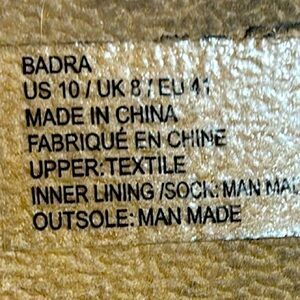 BADRA
US 10 / UK 8 / EU 41
MADE IN CHINA
FABRIQUÉ EN CHINE
UPPER: TEXTILE
INNER LINING /SOCK: MAN
OUTSOLE: MAN MADE